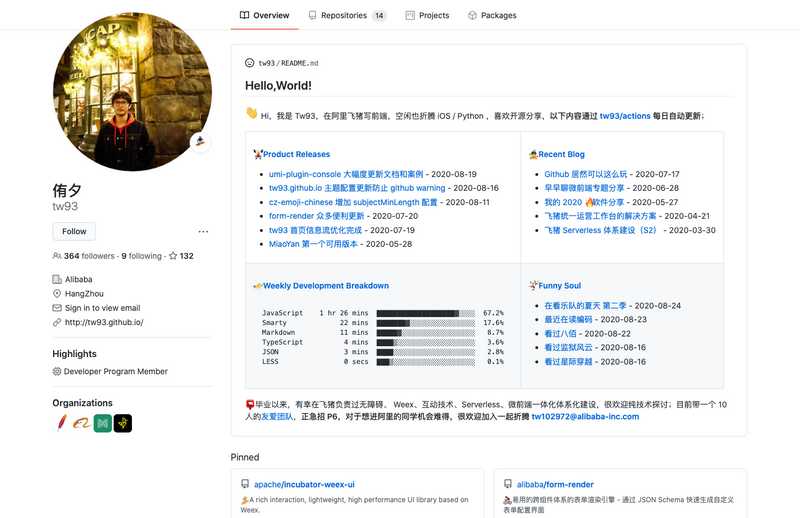 Overview
Repositories 14
Projects
Packages
CAP
侑夕
tw93
Follow
364 followers · 9 following · 132
Alibaba
HangZhou
Sign in to view email
http://tw93.github.io/
Highlights
Developer Program Member
Organizations
tw93/README.md
Hello,World!
Hi，我是 Tw93，在阿里飞猪写前端，空闲也折腾 iOS / Python ，喜欢开源分享，以下内容通过 tw93/actions 每日自动更新：
Product Releases
umi-plugin-console 大幅度更新文档和案例 - 2020-08-19
tw93.github.io 主题配置更新防止 github warning - 2020-08-16
cz-emoji-chinese 增加 subjectMinLength 配置 - 2020-08-11
form-render 众多便利更新 - 2020-07-20
tw93 首页信息流优化完成 - 2020-07-19
MiaoYan 第一个可用版本 - 2020-05-28
Recent Blog
Github 居然可以这么玩 - 2020-07-17
早早聊微前端专题分享 - 2020-06-28
我的 2020 🔥软件分享 - 2020-05-27
飞猪统一运营工作台的解决方案 - 2020-04-21
飞猪 Serverless 体系建设（S2） - 2020-03-30
Weekly Development Breakdown
JavaScript 1 hr 26 mins 67.2%
Smarty 22 mins 17.6%
Markdown 11 mins 8.7%
TypeScript 4 mins 3.6%
JSON 3 mins 2.8%
LESS 0 secs 0.1%
Funny Soul
在看乐队的夏天 第二季 - 2020-08-24
最近在读编码 - 2020-08-23
看过八佰 - 2020-08-22
看过监狱风云 - 2020-08-16
看过星际穿越 - 2020-08-16
毕业以来，有幸在飞猪负责过无障碍、 Weex、互动技术、Serverless、微前端一体化体系化建设，很欢迎纯技术探讨；目前带一个 10
人的友爱团队，正急招 P6，对于想进阿里的同学机会难得，很欢迎加入一起折腾 tw102972@alibaba-inc.com
Pinned
apache/incubator-weex-ui
A rich interaction, lightweight, high performance UI library based on
Weex.
alibaba/form-render
易用的跨组件体系的表单渲染引擎 - 通过 JSON Schema 快速生成自定义
表单配置界面